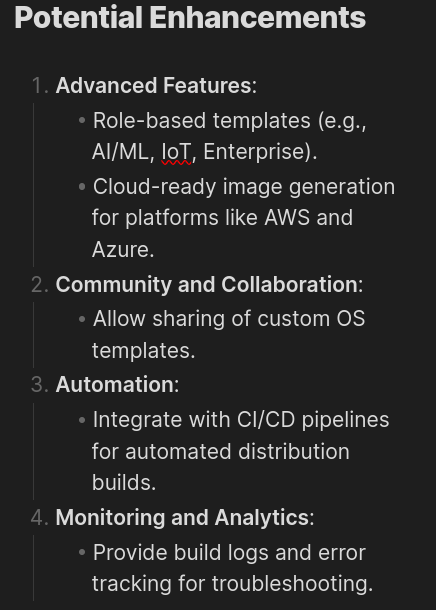 Potential Enhancements
1. Advanced Features:
• Role-based templates (e.g.,
AI/ML, IoT, Enterprise).
• Cloud-ready image generation
for platforms like AWS and
Azure.
2. Community and Collaboration:
• Allow sharing of custom OS
templates.
3. Automation:
• Integrate with CI/CD pipelines
for automated distribution
builds.
4. Monitoring and Analytics:
• Provide build logs and error
tracking for troubleshooting.